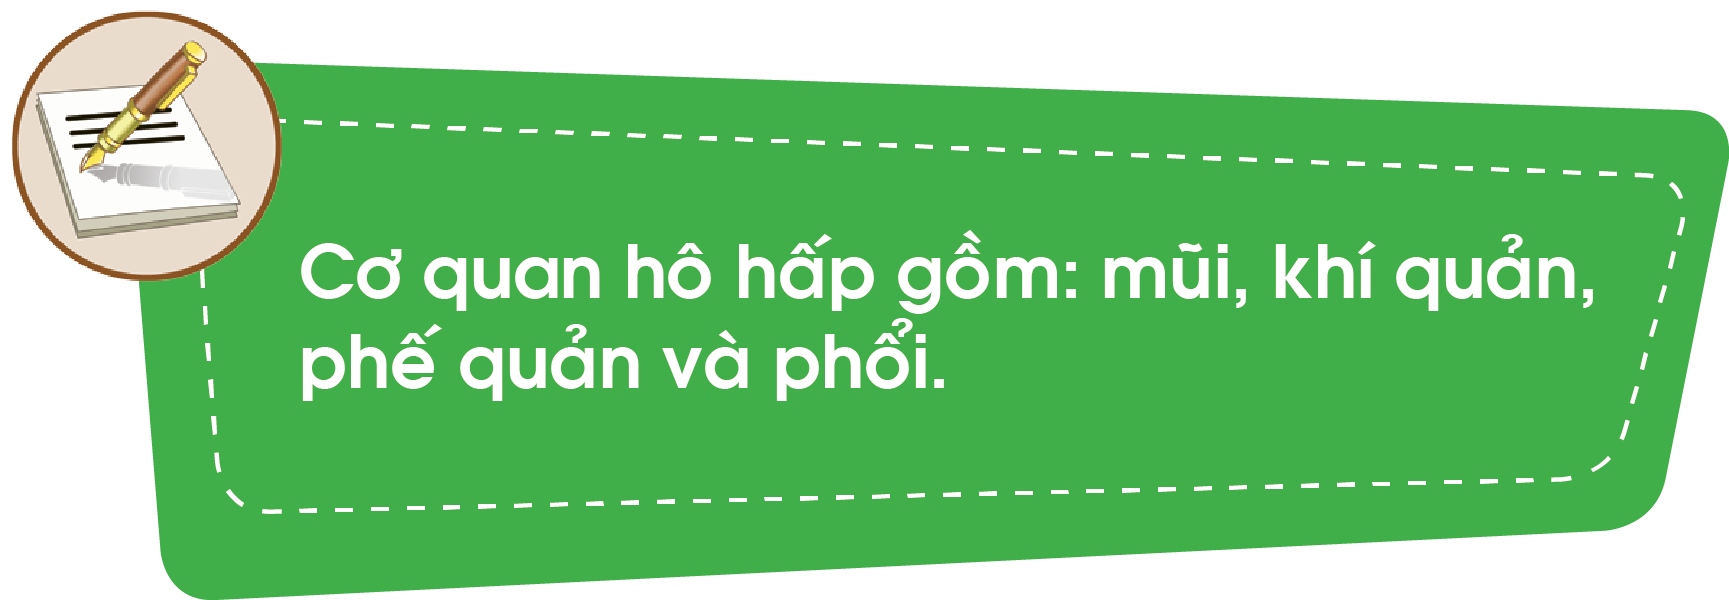 Cơ quan hô hấp gồm: mũi, khí quản,
phế quản và phổi.